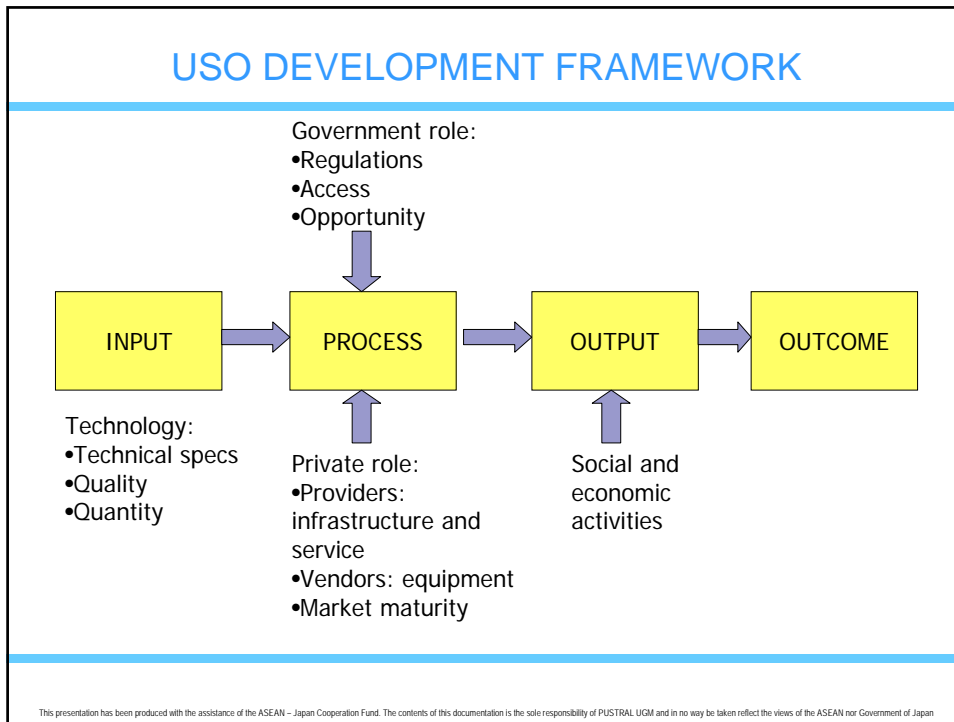 USO DEVELOPMENT FRAMEWORK
Government role:
•Regulations
•Access
•Opportunity
INPUT
PROCESS
OUTPUT
OUTCOME
Technology:
•Technical specs
•Quality
•Quantity
Private role:
•Providers:
infrastructure and
service
•Vendors: equipment
•Market maturity
Social and
economic
activities
This presentation has been produced with the assistance of the ASEAN – Japan Cooperation Fund. The contents of this documentation is the sole responsibility of PUSTRAL UGM and in no way be taken reflect the views of the ASEAN nor Government of Japan